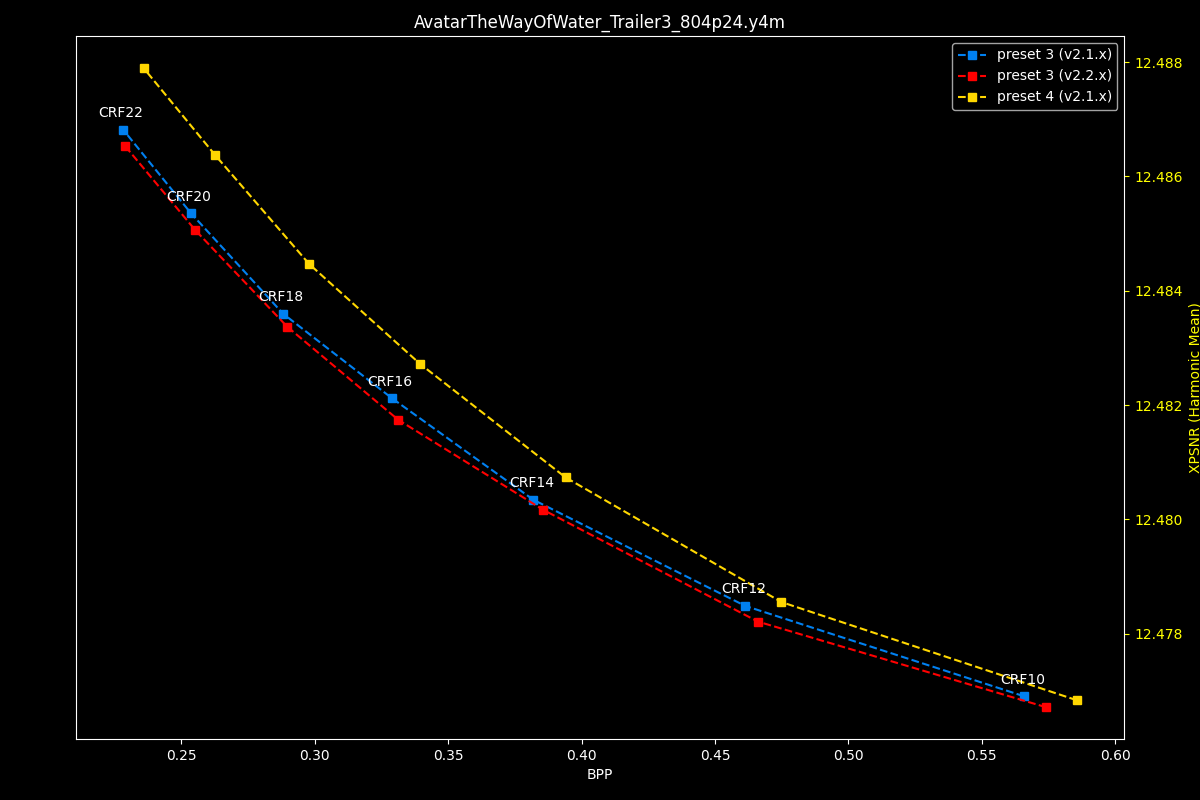 AvatarTheWayOfWater_Trailer3_804p24.y4m
preset 3 (v2.1.x)
preset 3 (v2.2.x)
preset 4 (v2.1.x)
CRF22
CRF20
CRF18
CRF16
CRF14
CRF12
CRF10
12.488
12.486
12.484
12.482
12.480
12.478
XPSNR (Harmonic Mean)
0.25 0.30 0.35 0.40 0.45 0.50 0.55 0.60
BPP